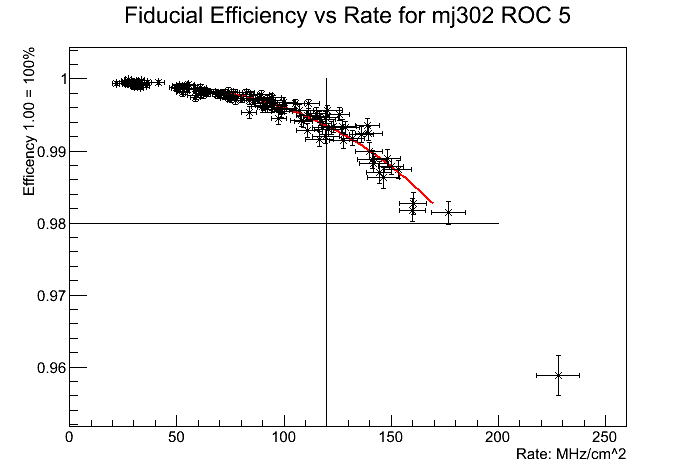 Fiducial Efficiency vs Rate for mj302 ROC 5
Efficency 1.00 = 100%
1
0.99
0.98
0.97
0.96
0 50 100 150 200 250
Rate: MHz/cm^2